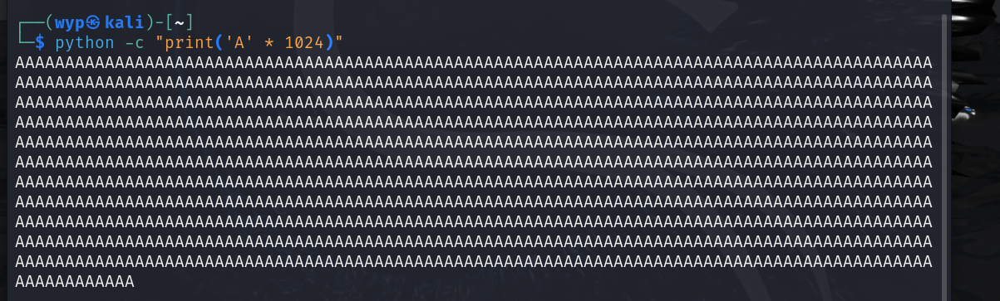 ┌──(wyp㉿kali)-[~]
└─$ python -c "print('A' * 1024)"
AAAAAAAAAAAAAAAAAAAAAAAAAAAAAAAAAAAAAAAAAAAAAAAAAAAAAAAAAAAAAAAAAAAAAAAAAAAAAAAAAAAAAAAAAAAA
AAAAAAAAAAAAAAAAAAAAAAAAAAAAAAAAAAAAAAAAAAAAAAAAAAAAAAAAAAAAAAAAAAAAAAAAAAAAAAAAAAAAAAAAAAAA
AAAAAAAAAAAAAAAAAAAAAAAAAAAAAAAAAAAAAAAAAAAAAAAAAAAAAAAAAAAAAAAAAAAAAAAAAAAAAAAAAAAAAAAAAAAA
AAAAAAAAAAAAAAAAAAAAAAAAAAAAAAAAAAAAAAAAAAAAAAAAAAAAAAAAAAAAAAAAAAAAAAAAAAAAAAAAAAAAAAAAAAAA
AAAAAAAAAAAAAAAAAAAAAAAAAAAAAAAAAAAAAAAAAAAAAAAAAAAAAAAAAAAAAAAAAAAAAAAAAAAAAAAAAAAAAAAAAAAA
AAAAAAAAAAAAAAAAAAAAAAAAAAAAAAAAAAAAAAAAAAAAAAAAAAAAAAAAAAAAAAAAAAAAAAAAAAAAAAAAAAAAAAAAAAAA
AAAAAAAAAAAAAAAAAAAAAAAAAAAAAAAAAAAAAAAAAAAAAAAAAAAAAAAAAAAAAAAAAAAAAAAAAAAAAAAAAAAAAAAAAAAA
AAAAAAAAAAAAAAAAAAAAAAAAAAAAAAAAAAAAAAAAAAAAAAAAAAAAAAAAAAAAAAAAAAAAAAAAAAAAAAAAAAAAAAAAAAAA
AAAAAAAAAAAAAAAAAAAAAAAAAAAAAAAAAAAAAAAAAAAAAAAAAAAAAAAAAAAAAAAAAAAAAAAAAAAAAAAAAAAAAAAAAAAA
AAAAAAAAAAAAAAAAAAAAAAAAAAAAAAAAAAAAAAAAAAAAAAAAAAAAAAAAAAAAAAAAAAAAAAAAAAAAAAAAAAAAAAAAAAAA
AAAAAAAAAAAAAAAAAAAAAAAAAAAAAAAAAAAAAAAAAAAAAAAAAAAAAAAAAAAAAAAAAAAAAAAAAAAAAAAAAAAAAAAAAAAA
AAAAAAAAAAAA